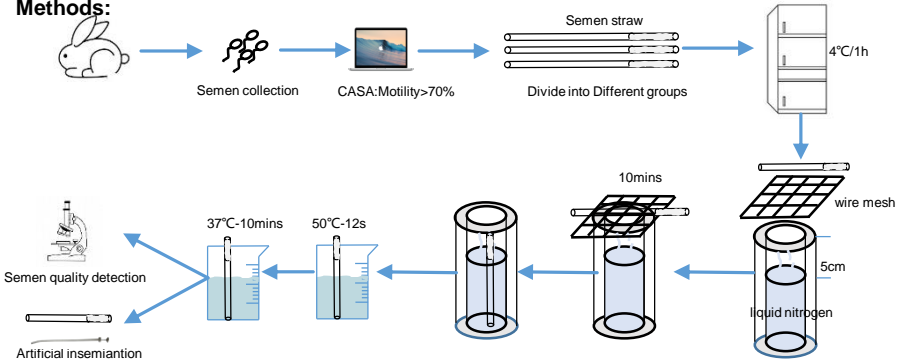 Methods:
Semen straw
4℃/1h
Semen collection
CASA:Motility>70%
Divide into Different groups
10mins
wire mesh
37℃-10mins
50℃-12s
5cm
Semen quality detection
liquid nitrogen
Artificial insemiantion